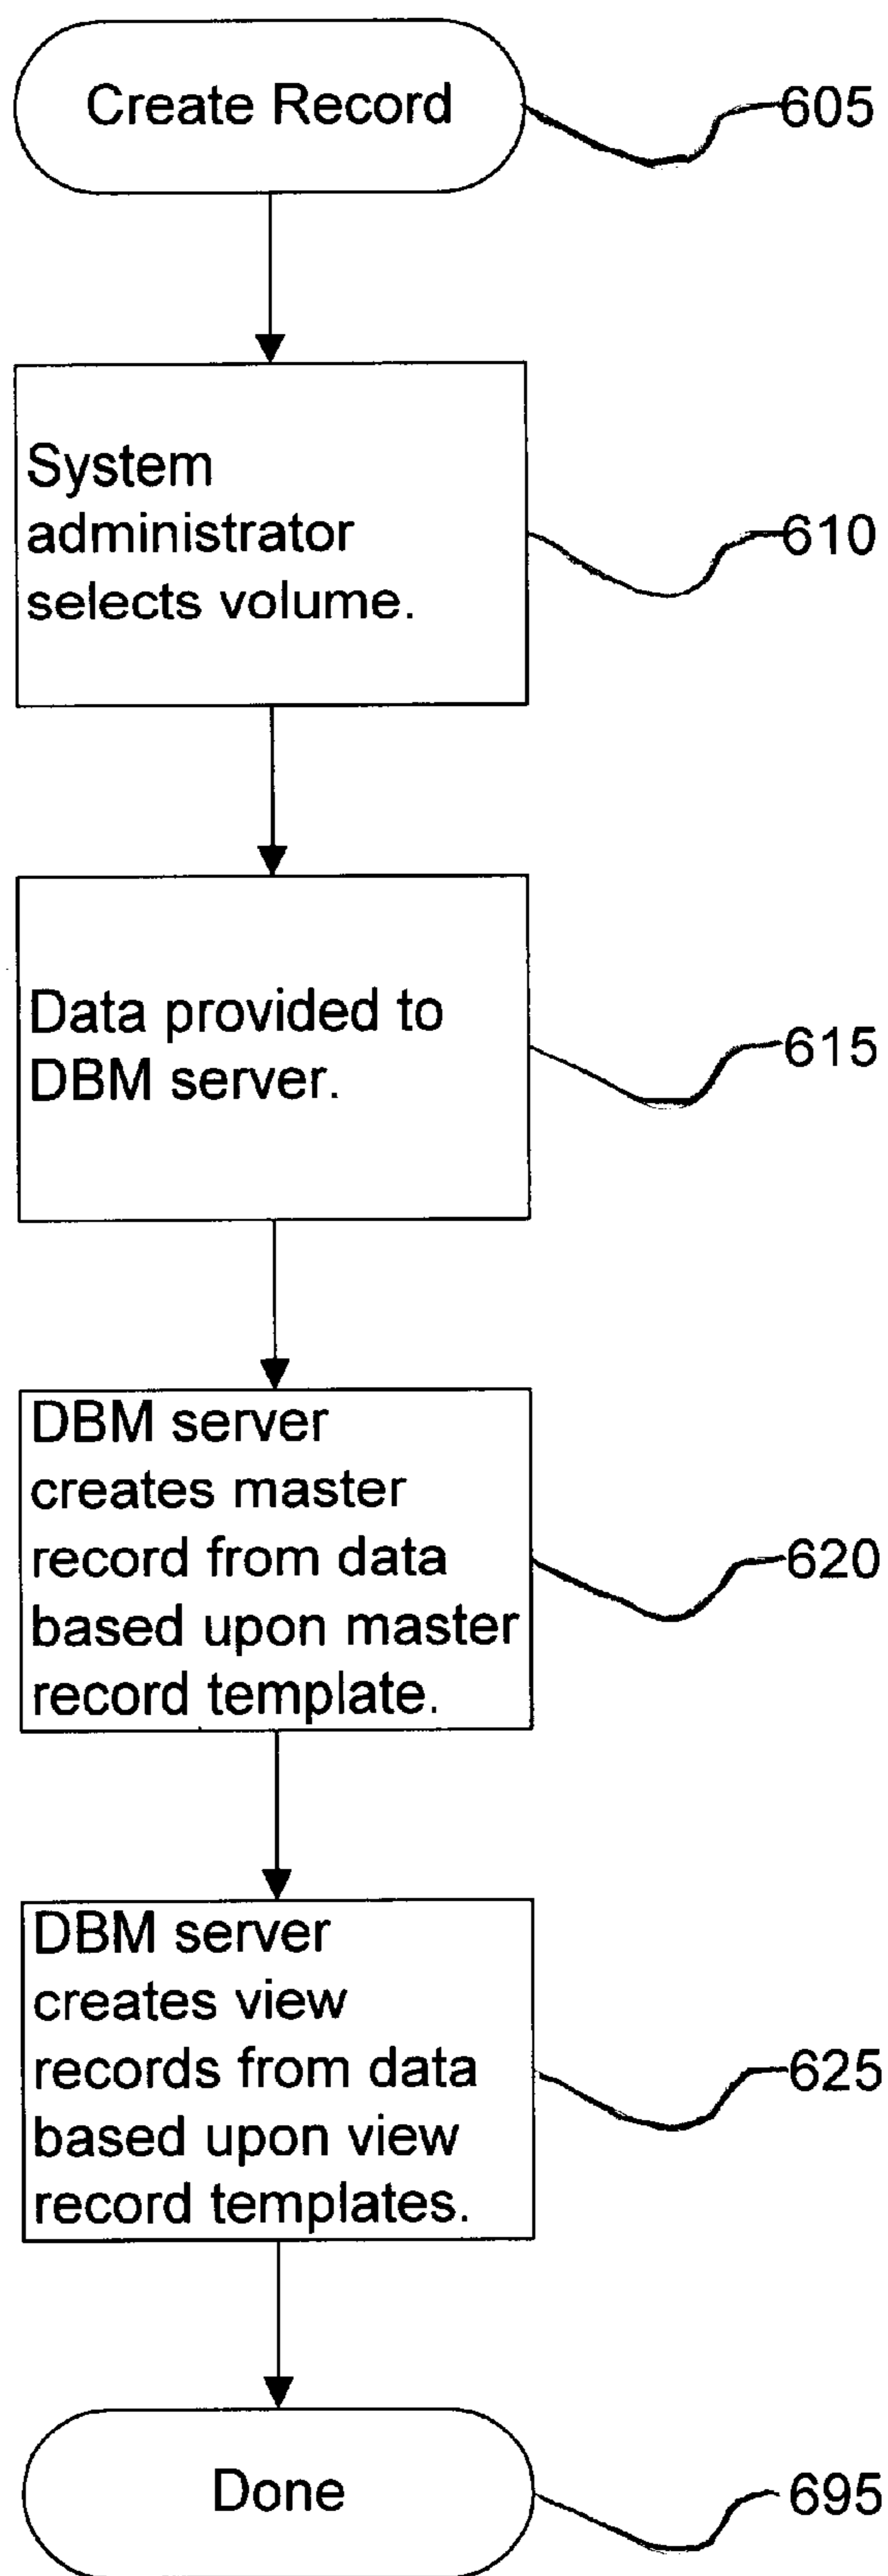 Create Record
605
System
administrator
selects volume.
610
Data provided to
DBM server.
615
DBM server
creates master
record from data
based upon master
record template.
620
DBM server
creates view
records from data
based upon view
record templates.
625
Done
695